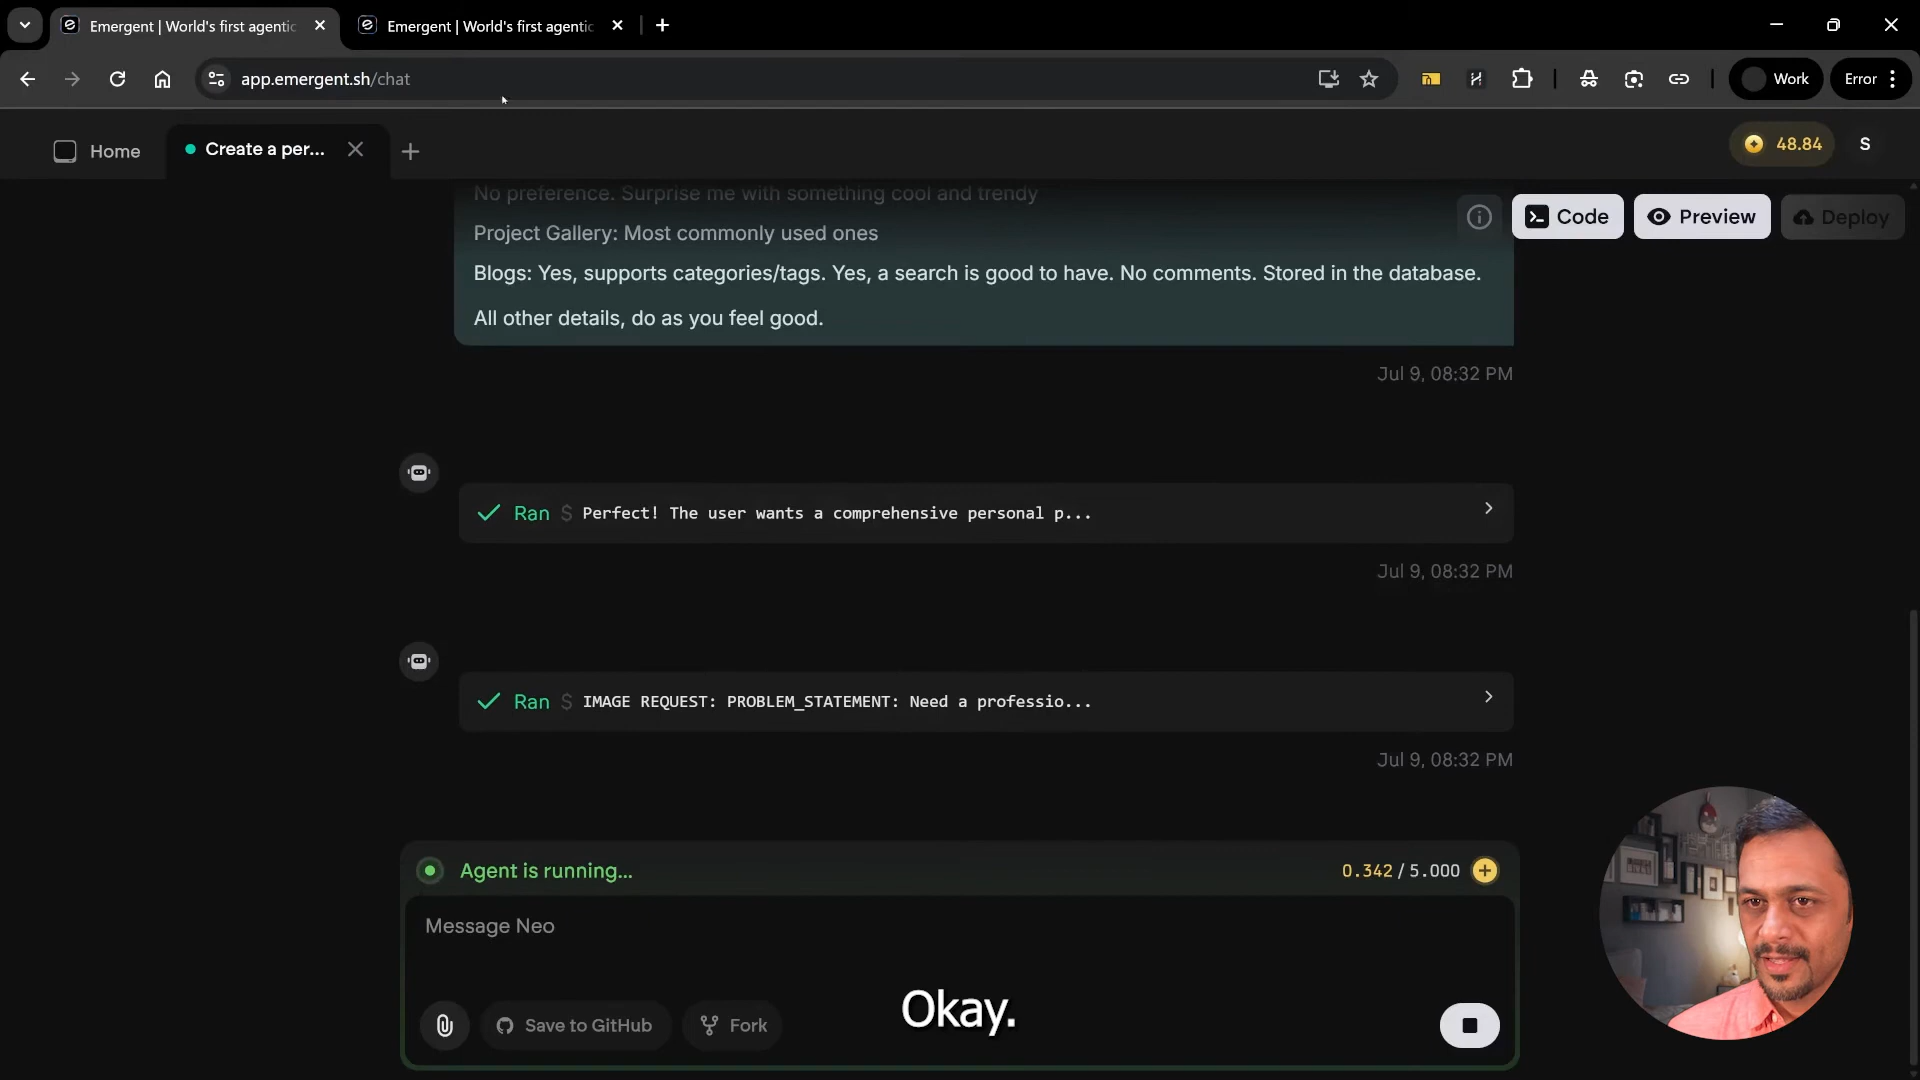 Emergent | World's first agentic
Emergent | World's first agentic
app.emergent.sh/chat
Work
Error
Home
Create a per...
48.84
S
No preference. Surprise me with something cool and trendy
Code
Preview
Deploy
Project Gallery: Most commonly used ones
Blogs: Yes, supports categories/tags. Yes, a search is good to have. No comments. Stored in the database.
All other details, do as you feel good.
Jul 9, 08:32 PM
Ran $ Perfect! The user wants a comprehensive personal p...
Jul 9, 08:32 PM
Ran $ IMAGE REQUEST: PROBLEM_STATEMENT: Need a professio...
Jul 9, 08:32 PM
Agent is running...
0.342 / 5.000
Message Neo
Okay.
Save to GitHub
Fork